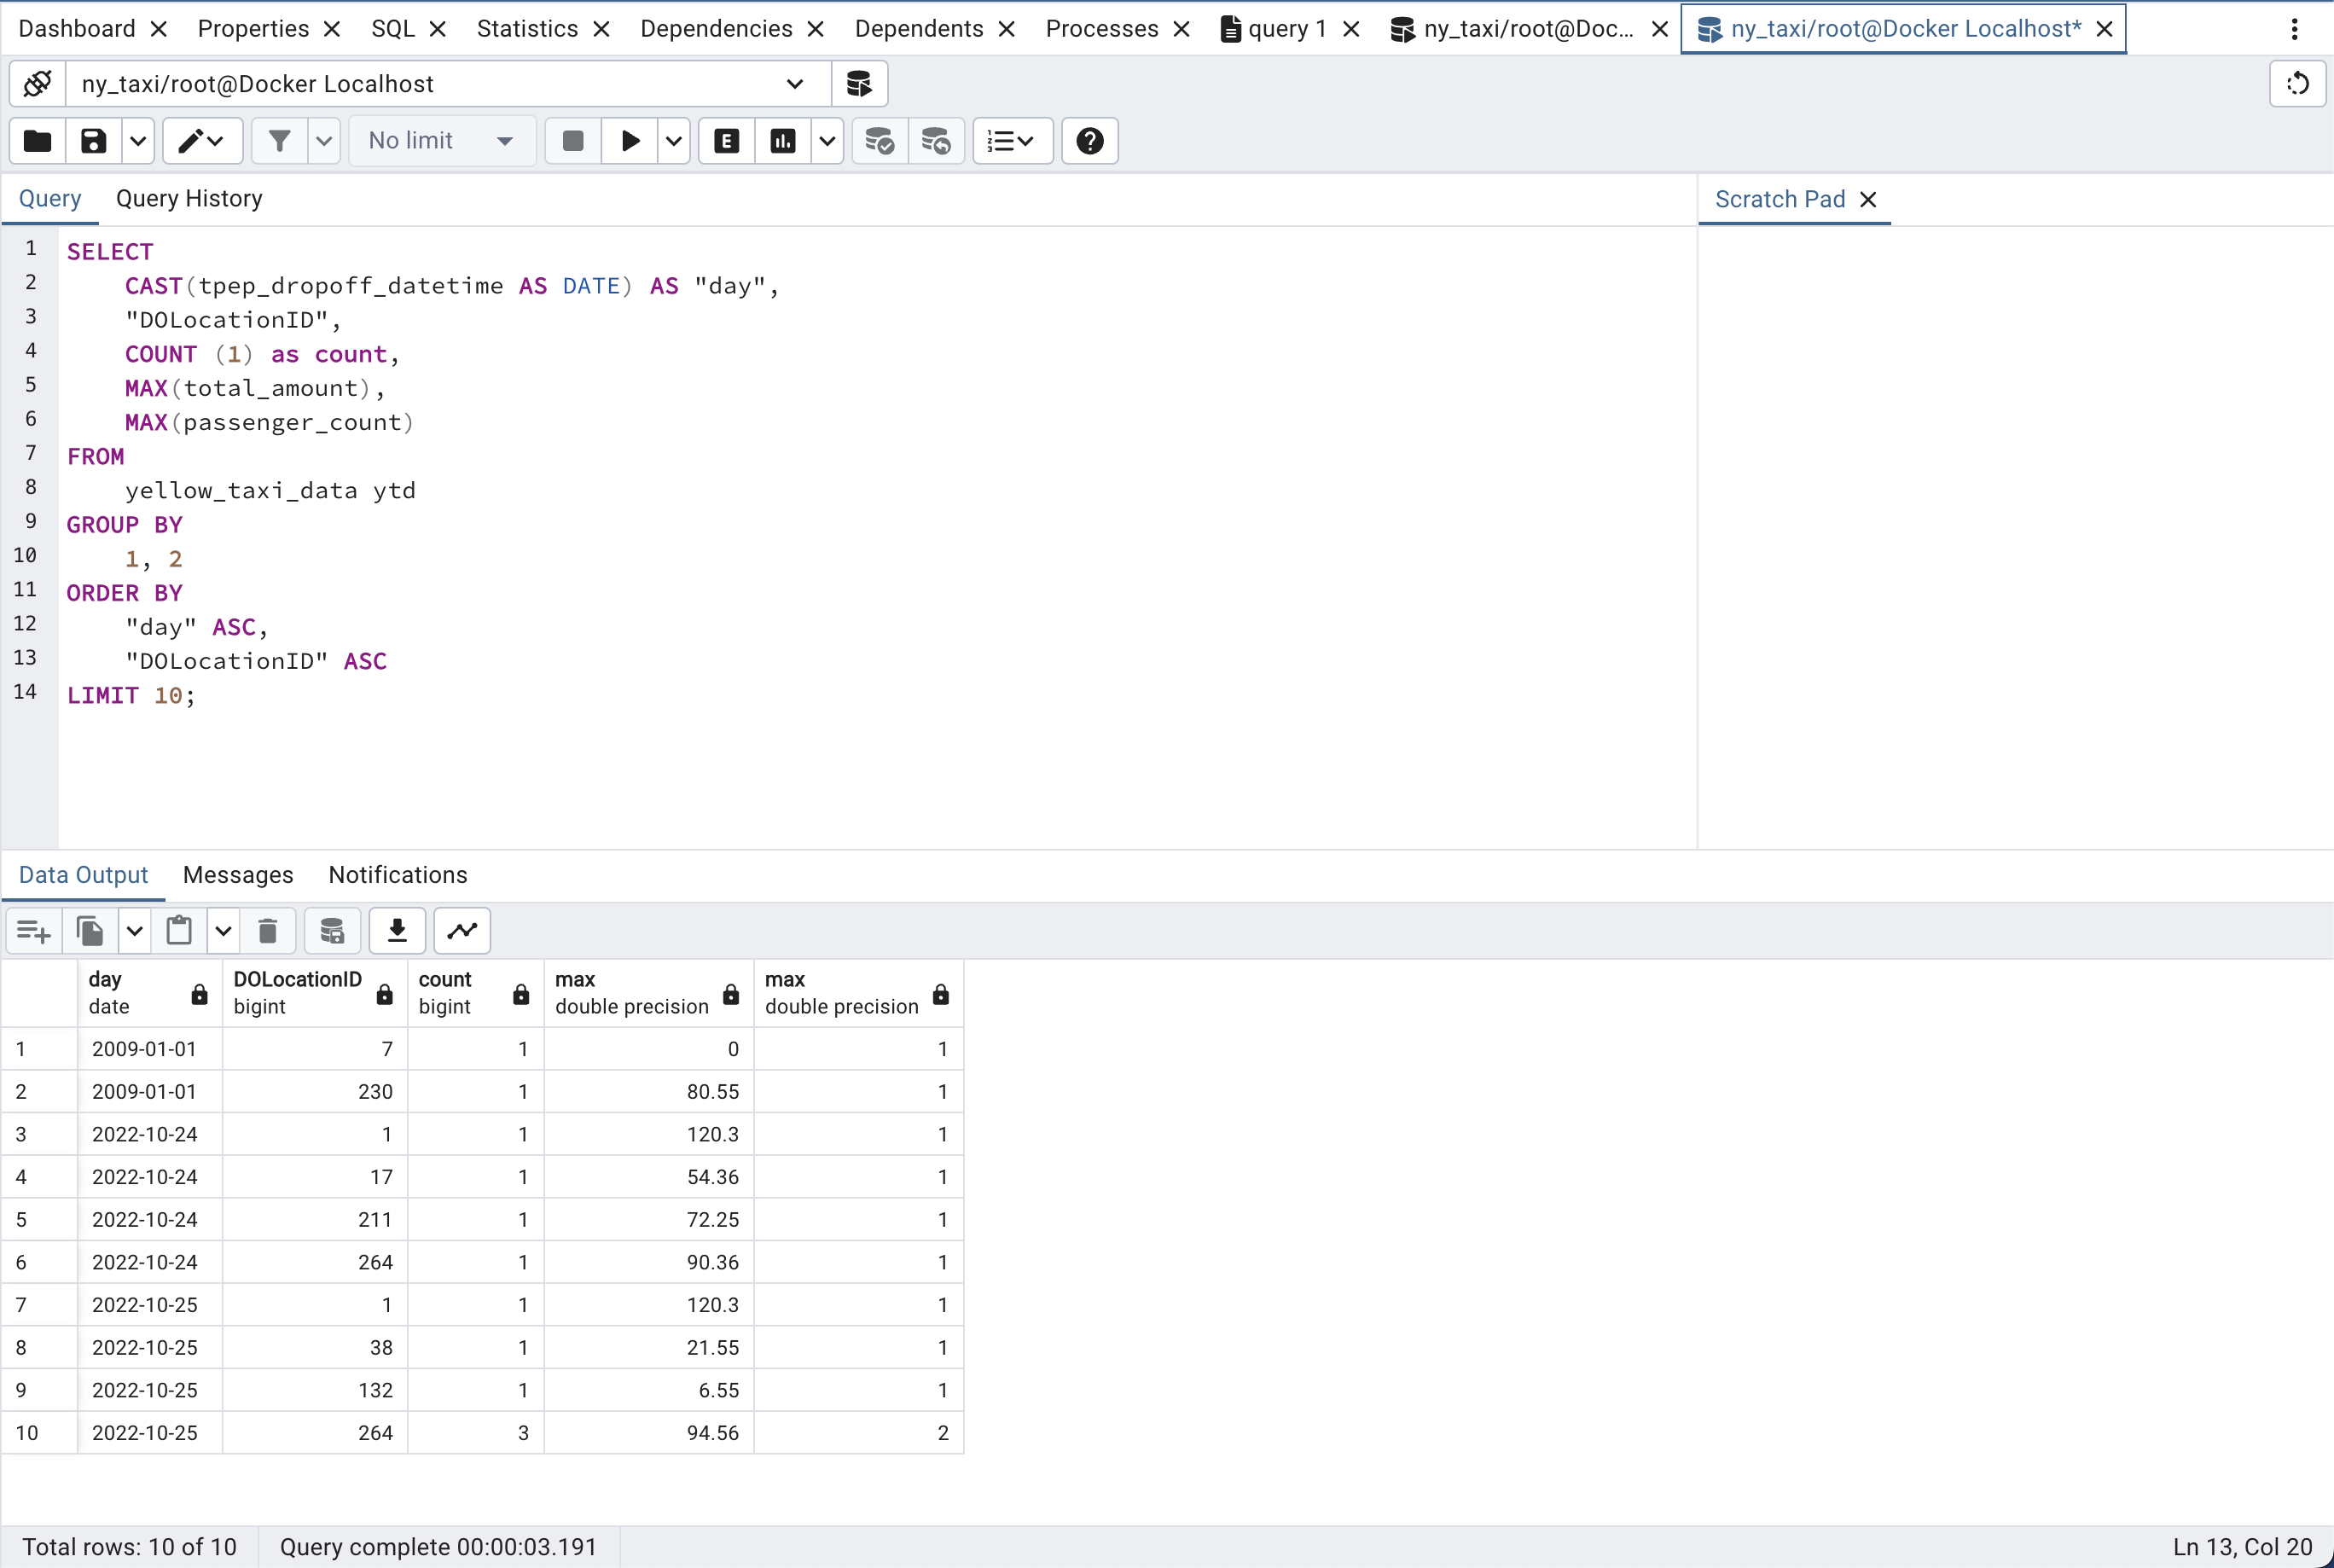 Dashboard Properties SQL Statistics Dependencies Dependents Processes query 1 ny_taxi/root@Doc... ny_taxi/root@Docker Localhost*
ny_taxi/root@Docker Localhost
No limit E
Query Query History Scratch Pad
1 SELECT
2 CAST(tpep_dropoff_datetime AS DATE) AS "day",
3 "DOLocationID",
4 COUNT (1) as count,
5 MAX(total_amount),
6 MAX(passenger_count)
7 FROM
8 yellow_taxi_data ytd
9 GROUP BY
10 1, 2
11 ORDER BY
12 "day" ASC,
13 "DOLocationID" ASC
14 LIMIT 10;
Data Output Messages Notifications
day DOLocationID count max max
date bigint bigint double precision double precision
1 2009-01-01 7 1 0 1
2 2009-01-01 230 1 80.55 1
3 2022-10-24 1 1 120.3 1
4 2022-10-24 17 1 54.36 1
5 2022-10-24 211 1 72.25 1
6 2022-10-24 264 1 90.36 1
7 2022-10-25 1 1 120.3 1
8 2022-10-25 38 1 21.55 1
9 2022-10-25 132 1 6.55 1
10 2022-10-25 264 3 94.56 2
Total rows: 10 of 10 Query complete 00:00:03.191 Ln 13, Col 20